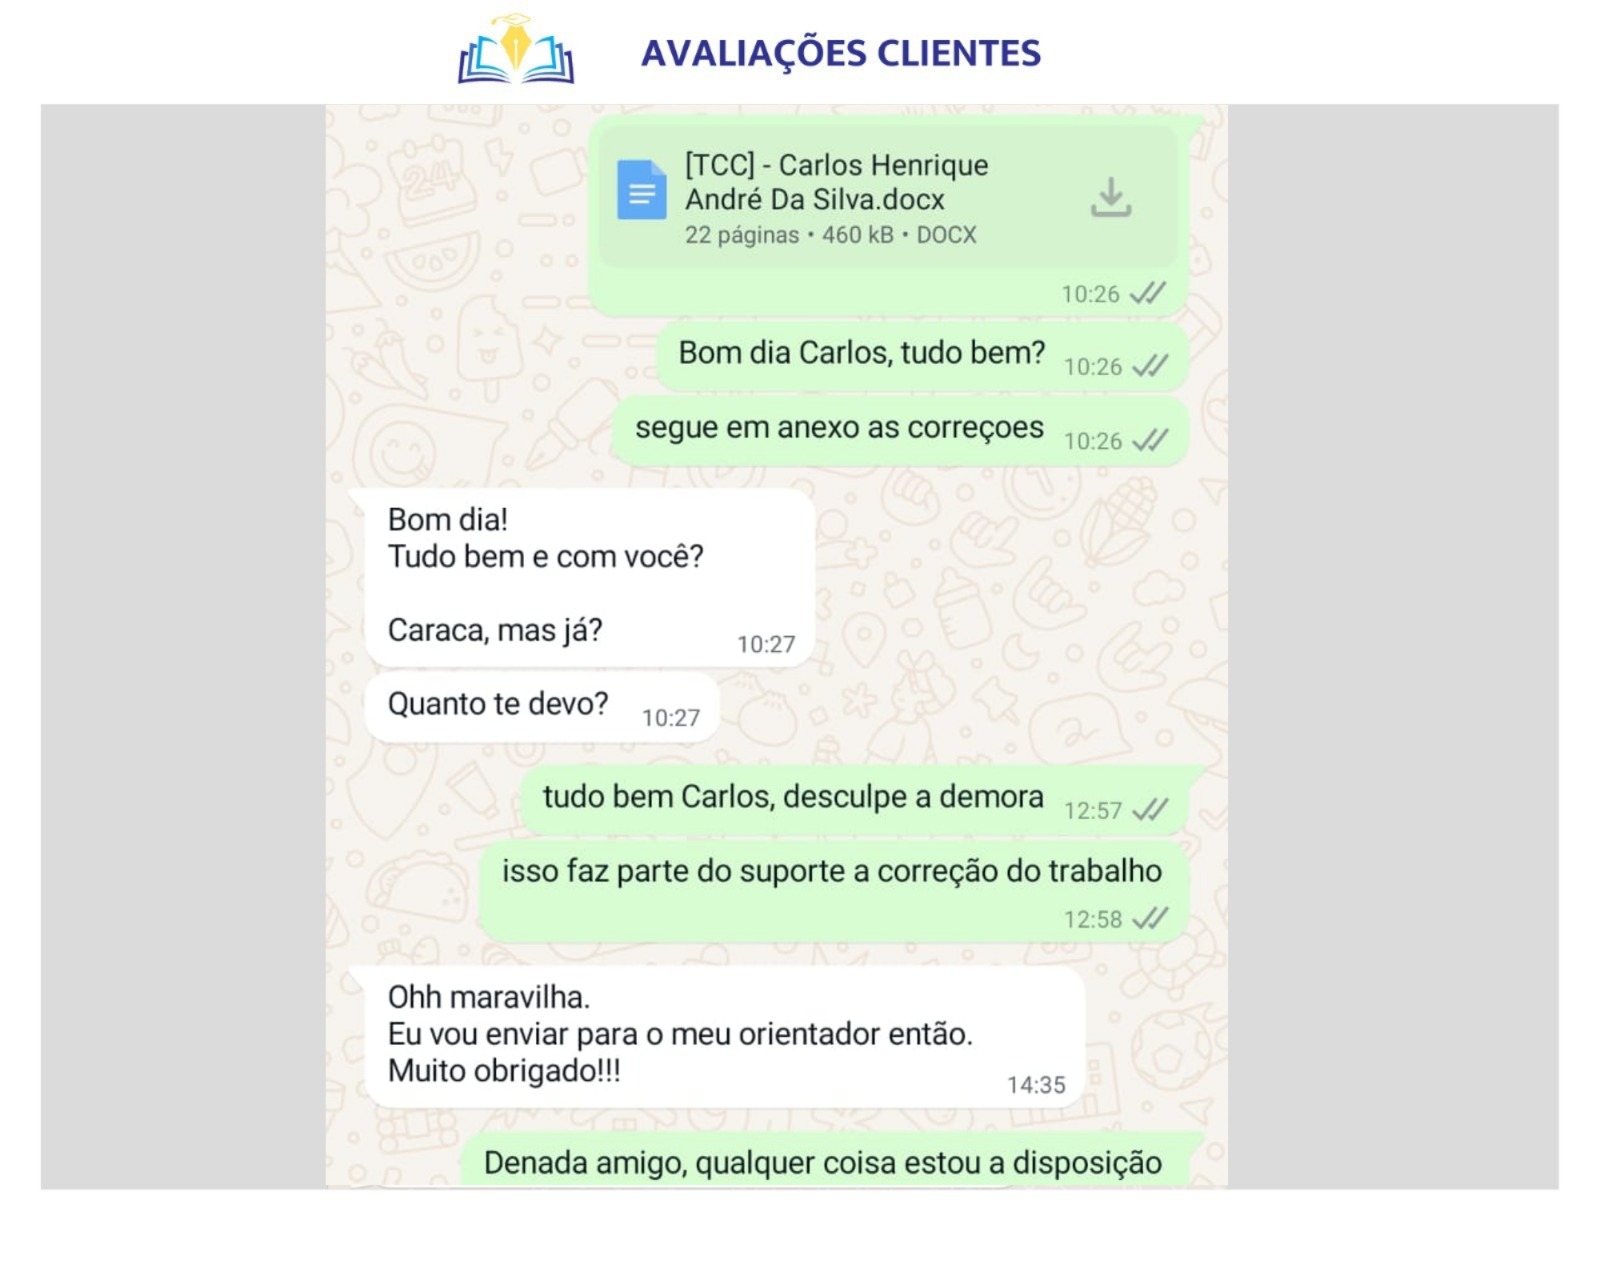 AVALIAÇÕES CLIENTES
[TCC] - Carlos Henrique
André Da Silva.docx
22 páginas • 460 kB • DOCX
10:26
Bom dia Carlos, tudo bem? 10:26
segue em anexo as correçoes 10:26
Bom dia!
Tudo bem e com você?
Caraca, mas já? 10:27
Quanto te devo? 10:27
tudo bem Carlos, desculpe a demora 12:57
isso faz parte do suporte a correção do trabalho
12:58
Ohh maravilha.
Eu vou enviar para o meu orientador então.
Muito obrigado!!! 14:35
Denada amigo, qualquer coisa estou a disposição